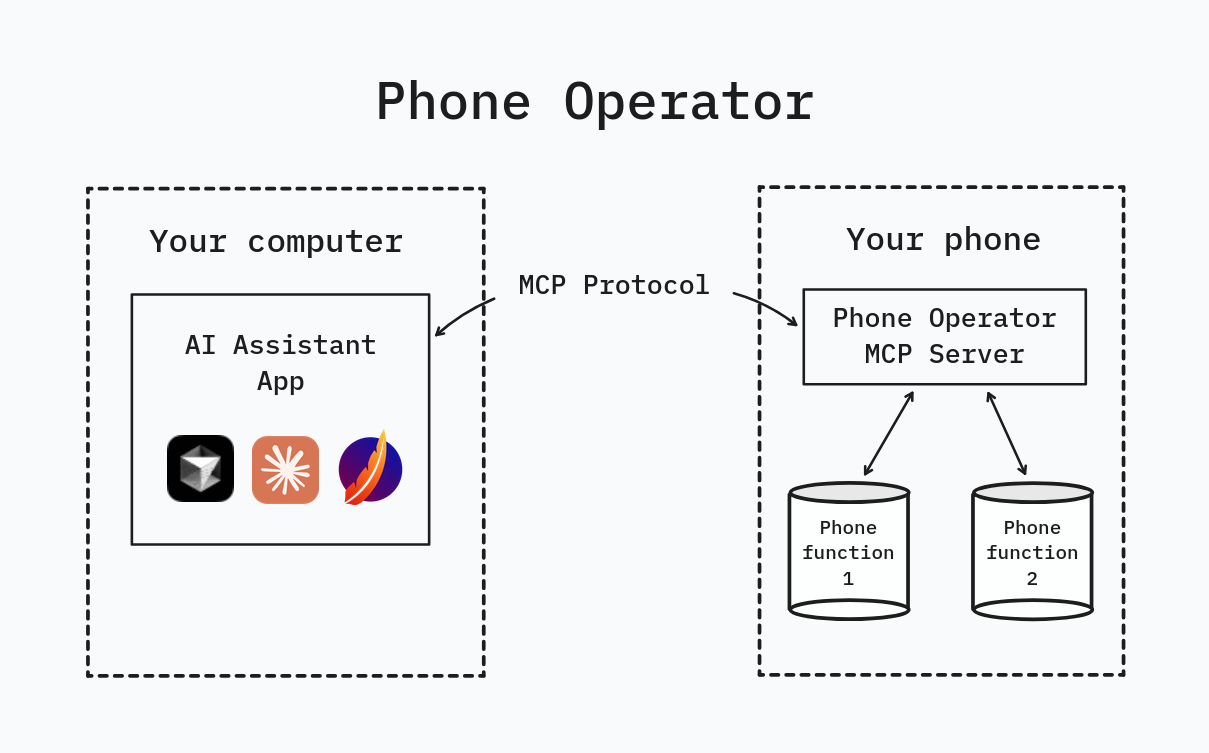 Phone Operator
Your computer
AI Assistant
App
MCP Protocol
Your phone
Phone Operator
MCP Server
Phone
function
1
Phone
function
2